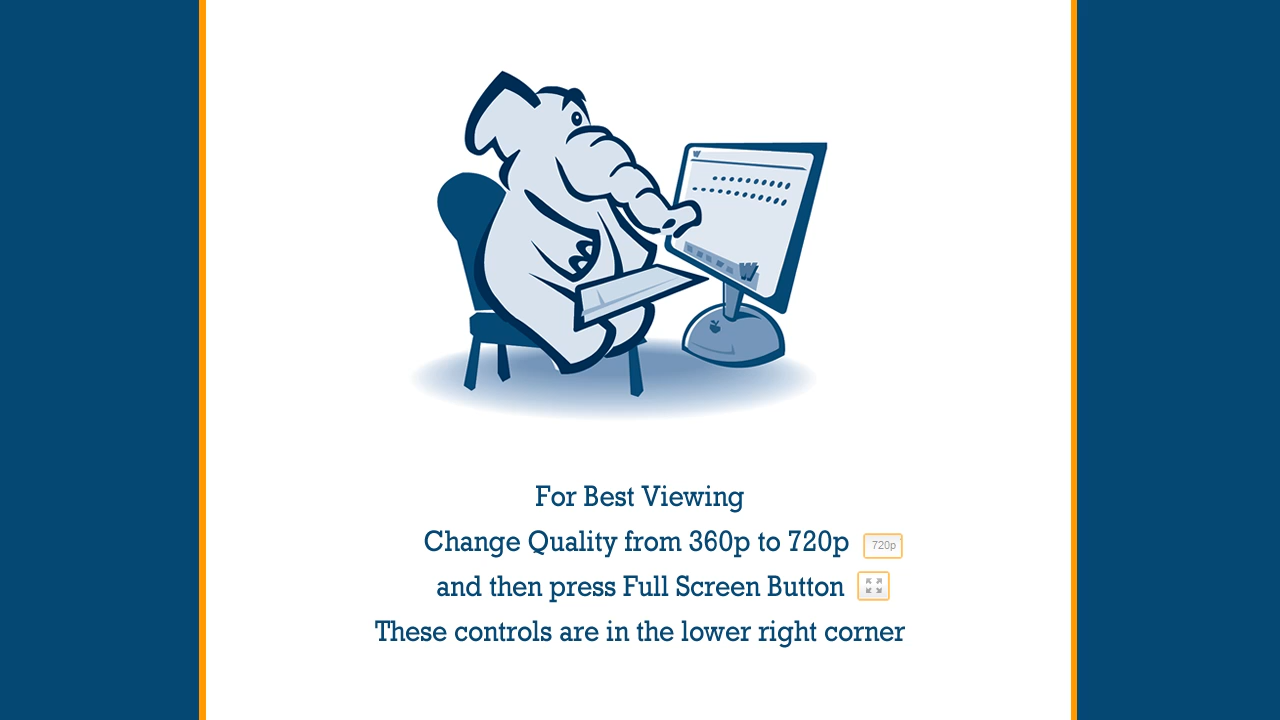 W
W
For Best Viewing
Change Quality from 360p to 720p 720p
and then press Full Screen Button
These controls are in the lower right corner